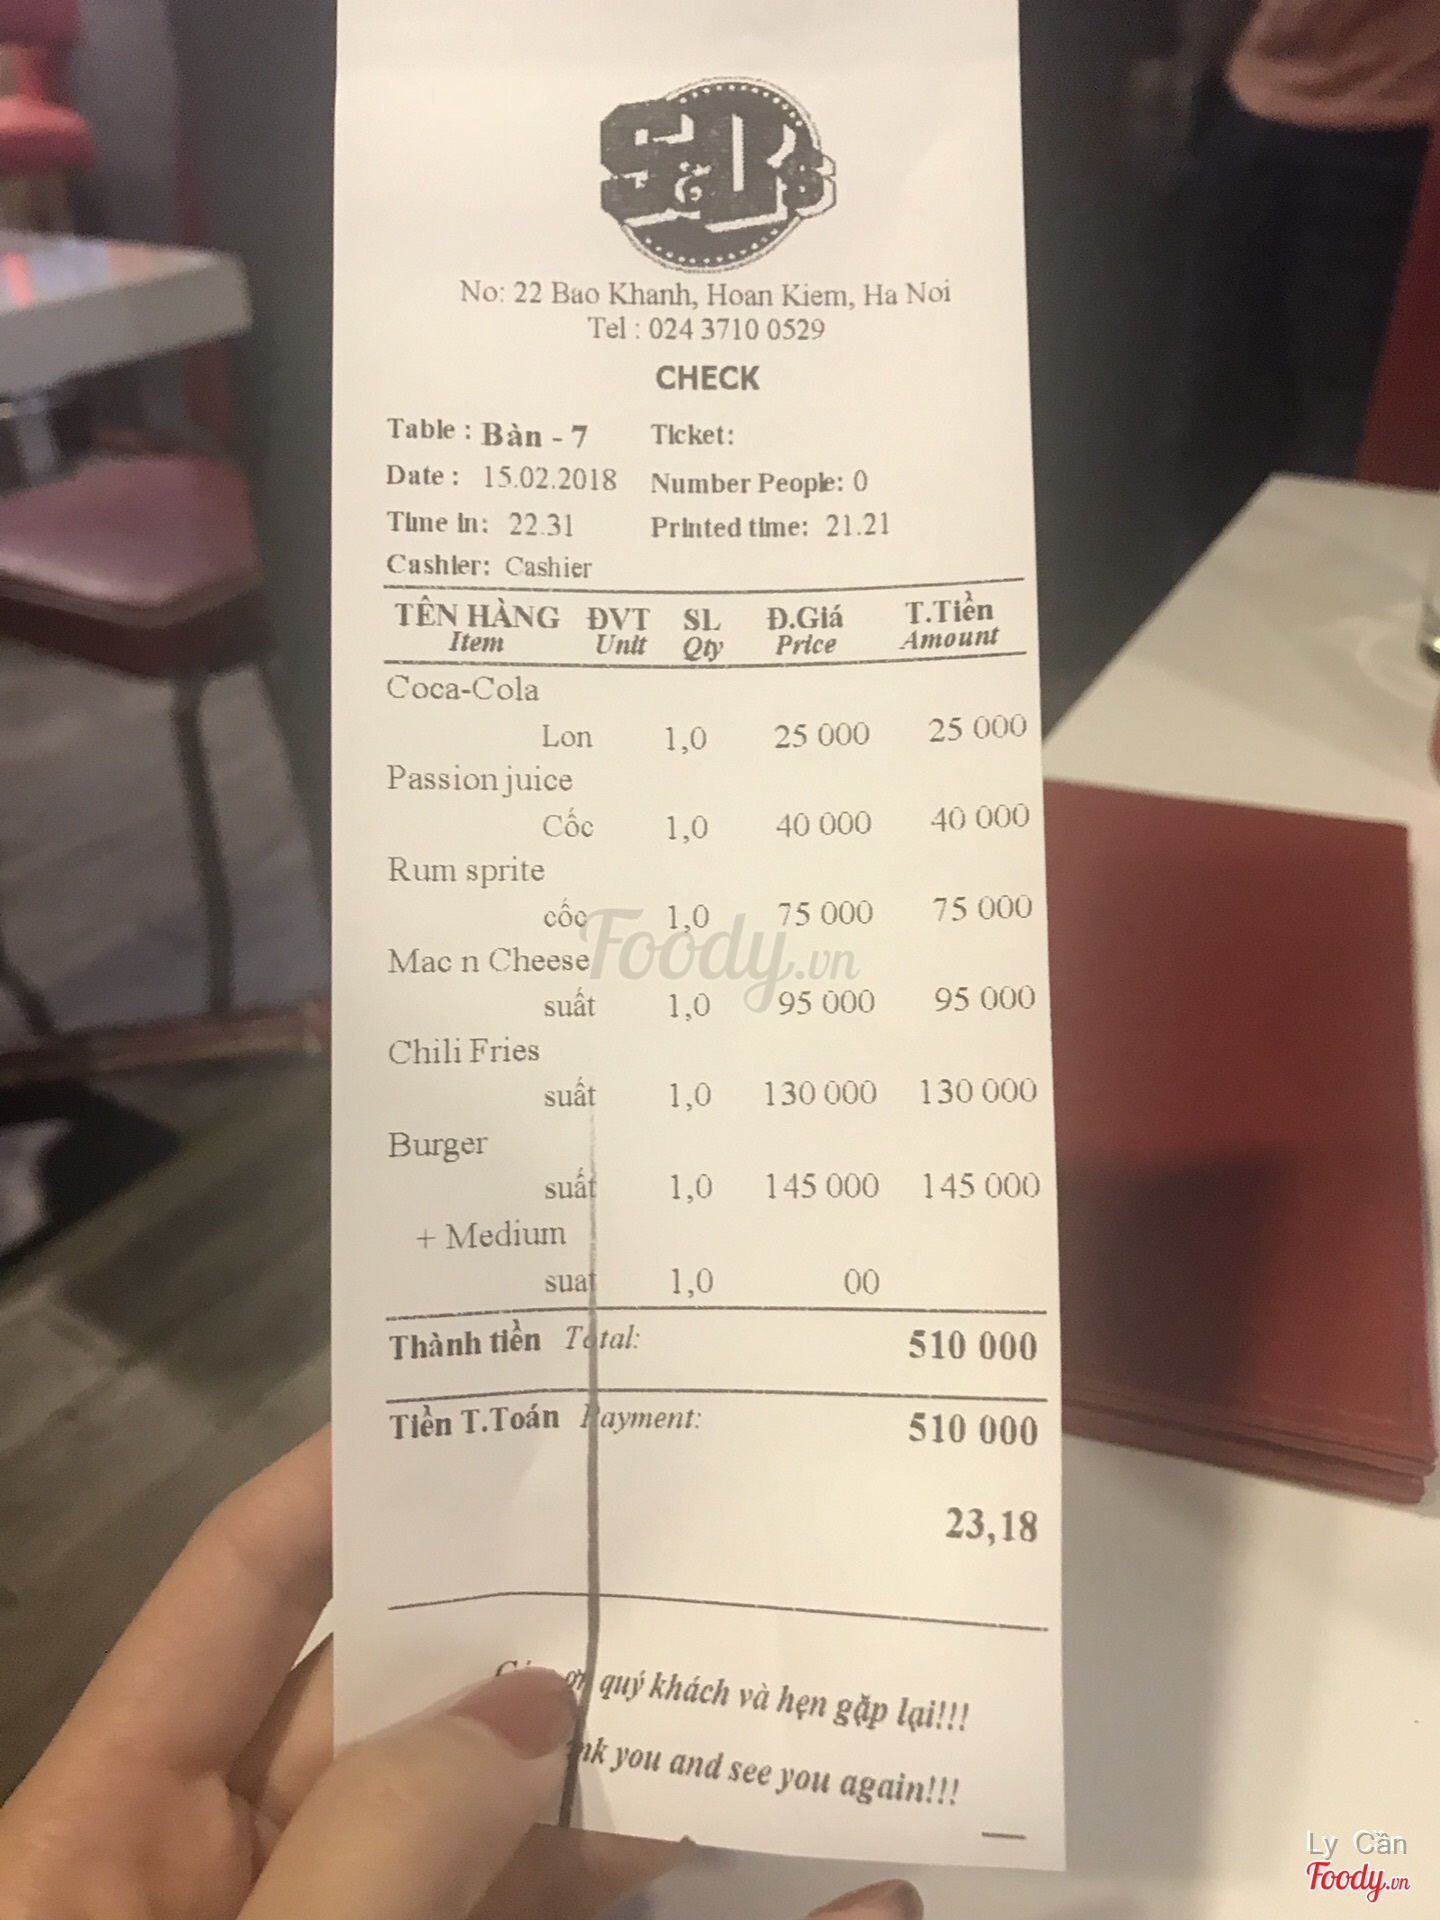 S&D's
No: 22 Bao Khanh, Hoan Kiem, Ha Noi
Tel : 024 3710 0529
CHECK
Table : Bàn - 7 Ticket:
Date : 15.02.2018 Number People: 0
Time in: 22.31 Printed time: 21.21
Cashier: Cashier
TÊN HÀNG ĐVT SL Đ.Giá T.Tiền
Item Unit Qty Price Amount
Coca-Cola
Lon 1,0 25 000 25 000
Passion juice
Cốc 1,0 40 000 40 000
Rum sprite
cốc 1,0 75 000 75 000
Foody.vn
Mac n Cheese
suất 1,0 95 000 95 000
Chili Fries
suất 1,0 130 000 130 000
Burger
suất 1,0 145 000 145 000
+ Medium
suat 1,0 00
Thành tiền Total: 510 000
Tiền T.Toán Payment: 510 000
23,18
quý khách và hẹn gặp lại!!!
you and see you again!!!
Ly Cần
Foody.vn